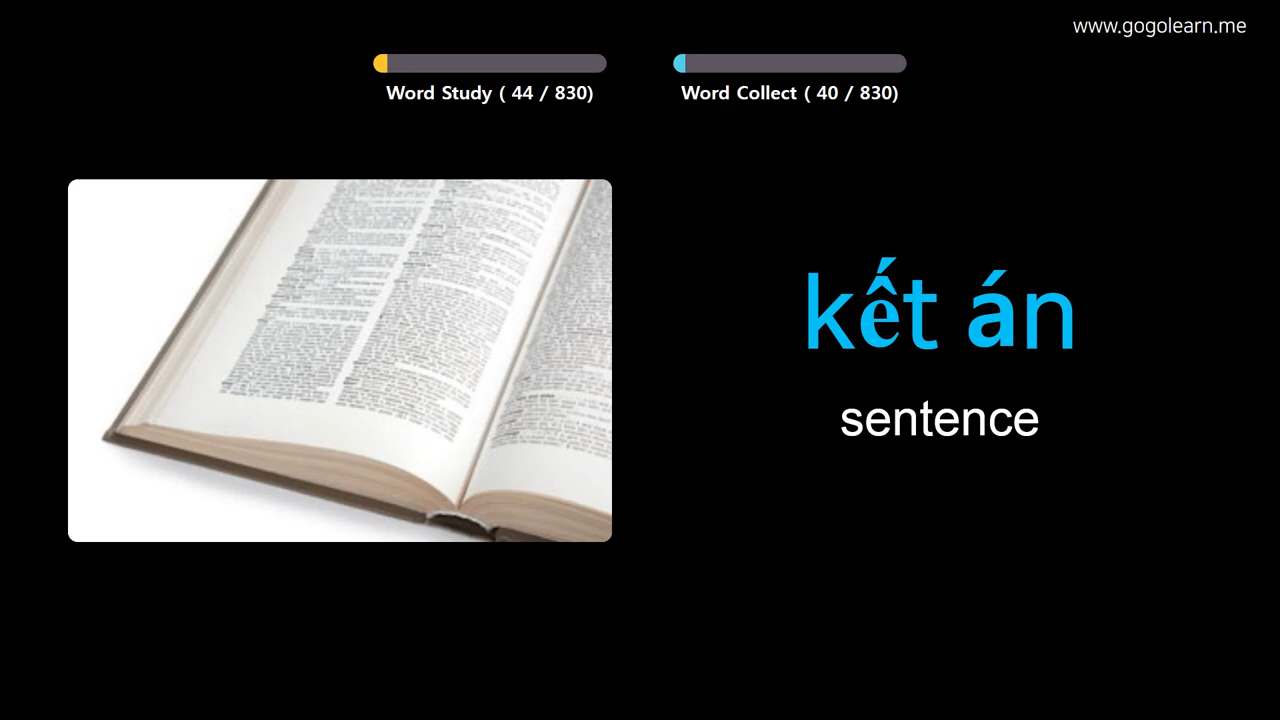 www.gogolearn.me
Word Study ( 44 / 830)
Word Collect ( 40 / 830)
kết án
sentence